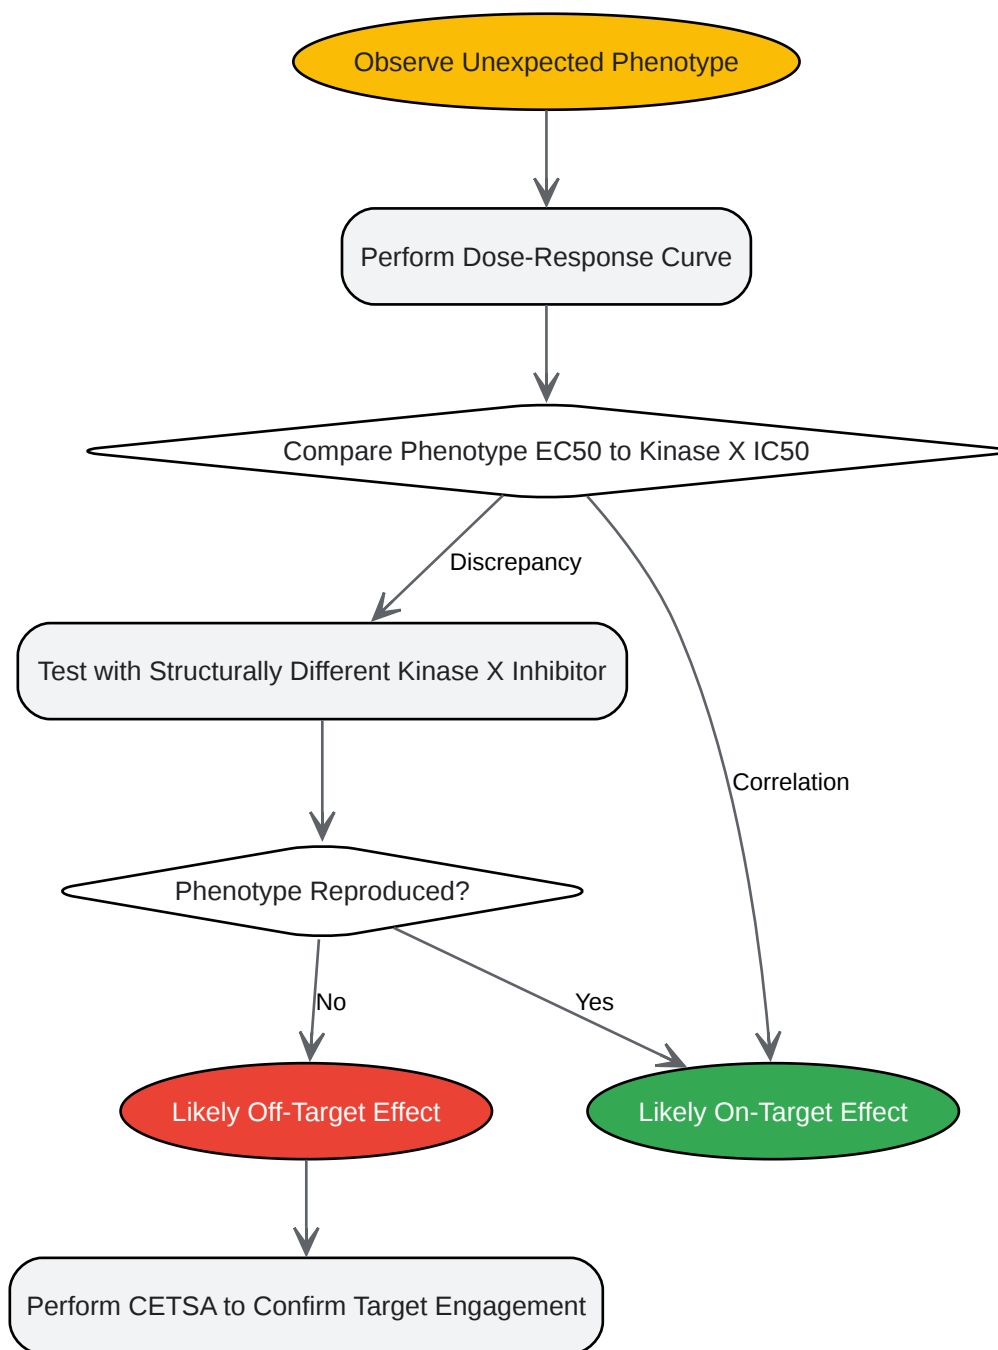 Observe Unexpected Phenotype
Perform Dose-Response Curve
Compare Phenotype EC50 to Kinase X IC50
Discrepancy
Test with Structurally Different Kinase X Inhibitor
Correlation
Phenotype Reproduced?
No
Yes
Likely Off-Target Effect
Likely On-Target Effect
Perform CETSA to Confirm Target Engagement